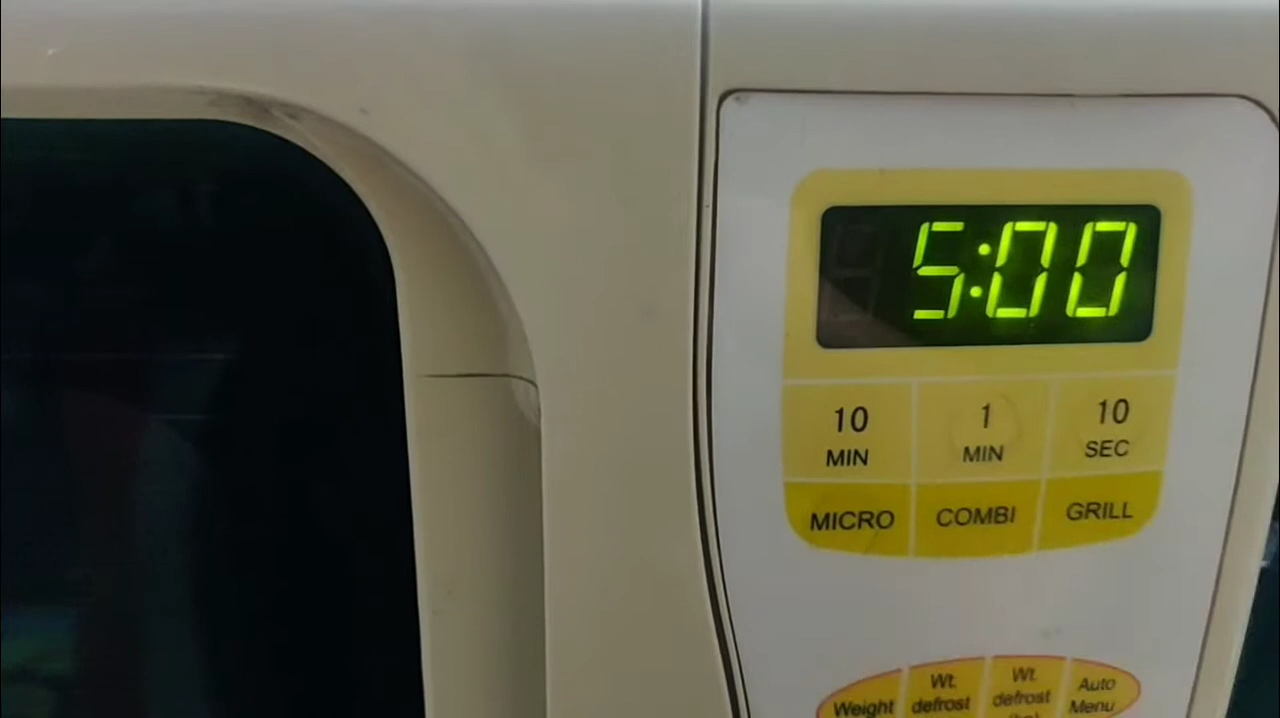 5:00
10 1 10
MIN MIN SEC
MICRO COMBI GRILL
Weight Wt. Wt. Auto
defrost defrost Menu